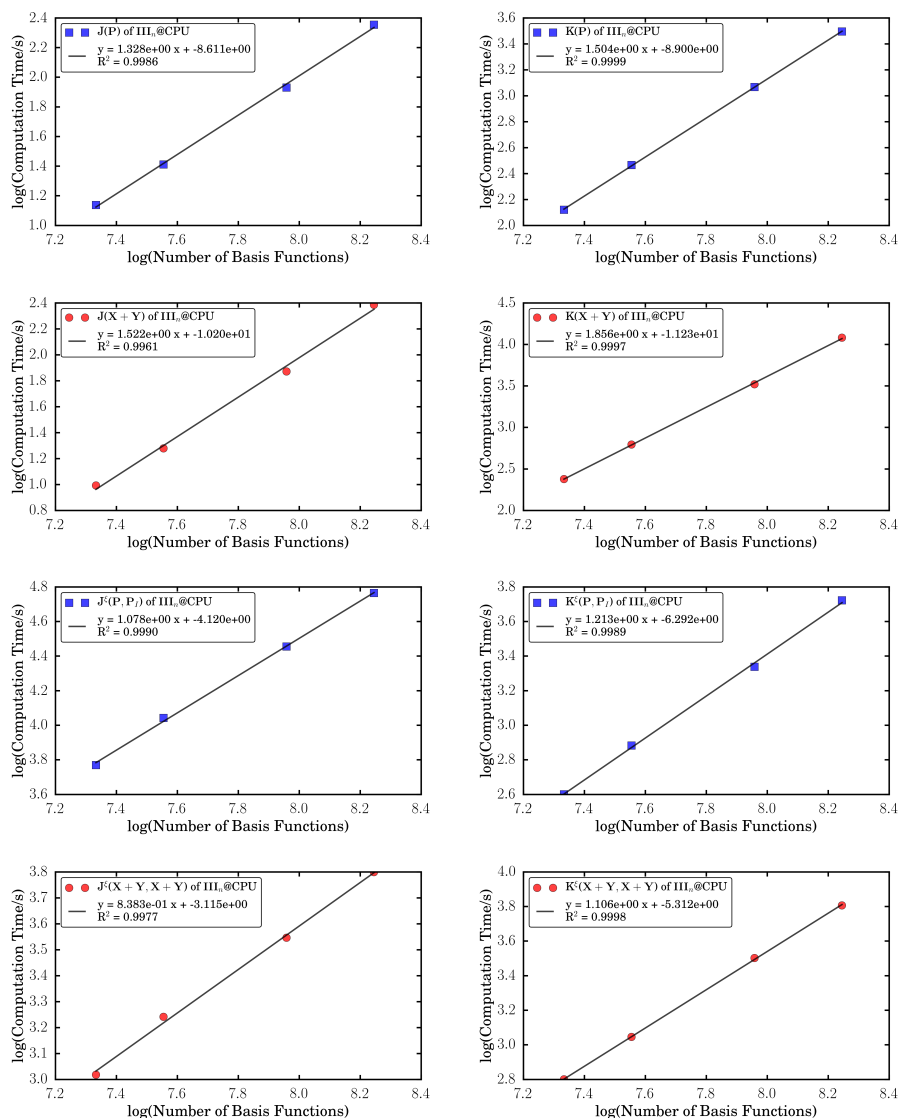 J(P) of IIIₙ@CPU
y = 1.328e+00 x + -8.611e+00
R² = 0.9986
log(Computation Time/s)
2.4
2.2
2.0
1.8
1.6
1.4
1.2
1.0
7.2 7.4 7.6 7.8 8.0 8.2 8.4
log(Number of Basis Functions)
K(P) of IIIₙ@CPU
y = 1.504e+00 x + -8.900e+00
R² = 0.9999
log(Computation Time/s)
3.6
3.4
3.2
3.0
2.8
2.6
2.4
2.2
2.0
7.2 7.4 7.6 7.8 8.0 8.2 8.4
log(Number of Basis Functions)
J(X + Y) of IIIₙ@CPU
y = 1.522e+00 x + -1.020e+01
R² = 0.9961
log(Computation Time/s)
2.4
2.2
2.0
1.8
1.6
1.4
1.2
1.0
0.8
7.2 7.4 7.6 7.8 8.0 8.2 8.4
log(Number of Basis Functions)
K(X + Y) of IIIₙ@CPU
y = 1.856e+00 x + -1.123e+01
R² = 0.9997
log(Computation Time/s)
4.5
4.0
3.5
3.0
2.5
2.0
7.2 7.4 7.6 7.8 8.0 8.2 8.4
log(Number of Basis Functions)
J^ξ(P, P_I) of IIIₙ@CPU
y = 1.078e+00 x + -4.120e+00
R² = 0.9990
log(Computation Time/s)
4.8
4.6
4.4
4.2
4.0
3.8
3.6
7.2 7.4 7.6 7.8 8.0 8.2 8.4
log(Number of Basis Functions)
K^ξ(P, P_I) of IIIₙ@CPU
y = 1.213e+00 x + -6.292e+00
R² = 0.9989
log(Computation Time/s)
3.8
3.6
3.4
3.2
3.0
2.8
2.6
7.2 7.4 7.6 7.8 8.0 8.2 8.4
log(Number of Basis Functions)
J^ξ(X + Y, X + Y) of IIIₙ@CPU
y = 8.383e-01 x + -3.115e+00
R² = 0.9977
log(Computation Time/s)
3.8
3.7
3.6
3.5
3.4
3.3
3.2
3.1
3.0
7.2 7.4 7.6 7.8 8.0 8.2 8.4
log(Number of Basis Functions)
K^ξ(X + Y, X + Y) of IIIₙ@CPU
y = 1.106e+00 x + -5.312e+00
R² = 0.9998
log(Computation Time/s)
4.0
3.8
3.6
3.4
3.2
3.0
2.8
7.2 7.4 7.6 7.8 8.0 8.2 8.4
log(Number of Basis Functions)